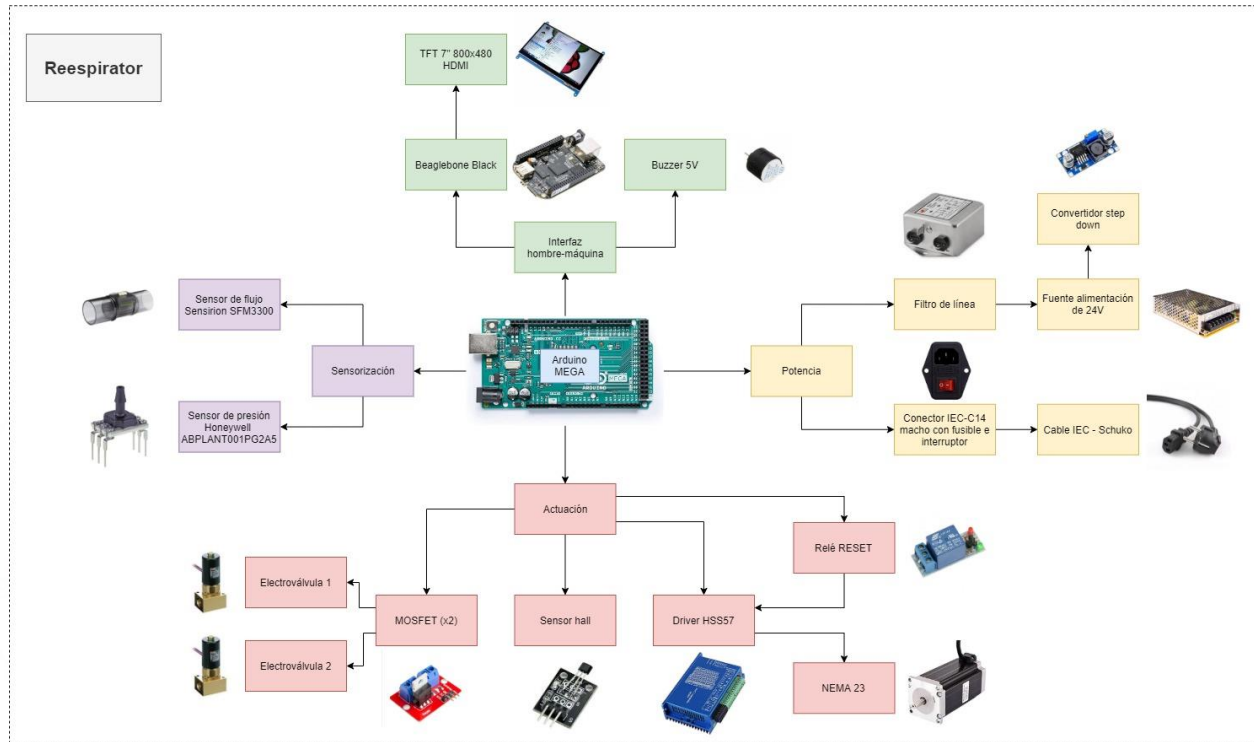 Reespirator
TFT 7" 800x480
HDMI
Beaglebone Black
Buzzer 5V
Interfaz
hombre-máquina
Convertidor step
down
Filtro de línea
Fuente alimentación
de 24V
Sensor de flujo
Sensirion SFM3300
Sensorización
Arduino
MEGA
Potencia
Sensor de presión
Honeywell
ABPLANT001PG2A5
Conector IEC-C14
macho con fusible e
interruptor
Cable IEC - Schuko
Actuación
Relé RESET
Electroválvula 1
MOSFET (x2)
Sensor hall
Driver HSS57
Electroválvula 2
NEMA 23